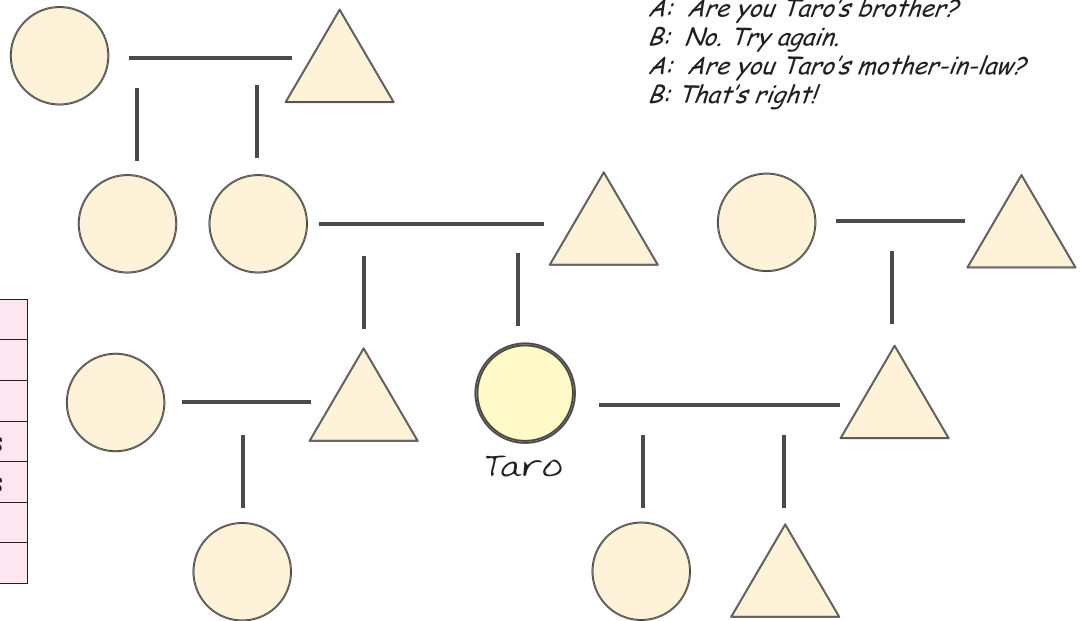 A: Are you Taro's brother?
B: No. Try again.
A: Are you Taro's mother-in-law?
B: That's right!
Taro
s
s